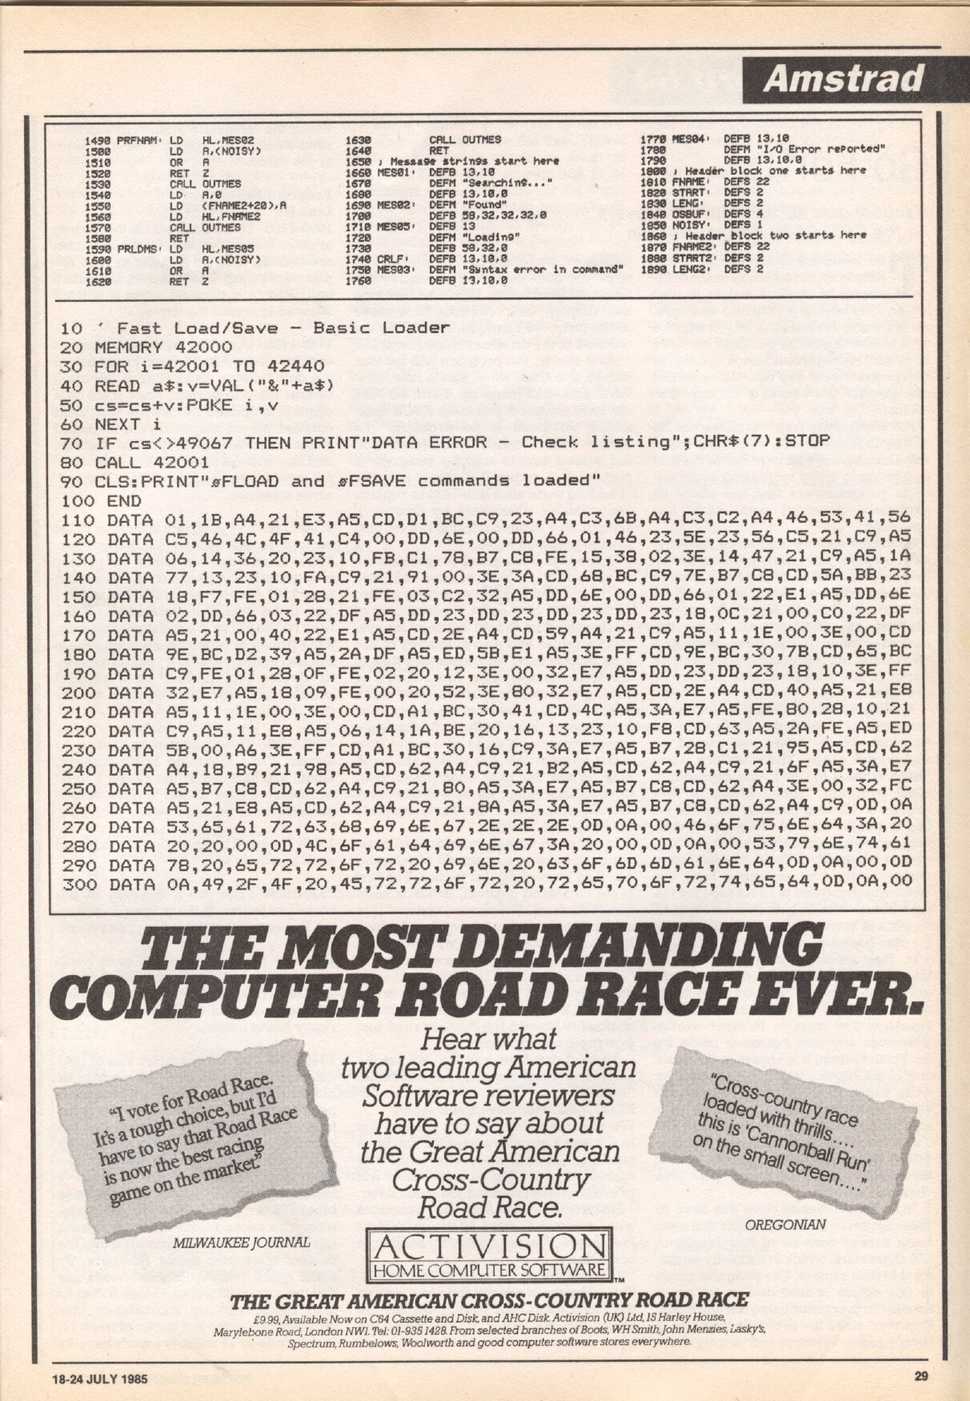 Amstrad
1490 PRFNAM: LD HL,MES02
1500 LD A,(NOISY)
1510 OR A
1520 RET Z
1530 CALL OUTMES
1540 LD A,0
1550 LD (FNAME2+20),A
1560 LD HL,FNAME2
1570 CALL OUTMES
1580 RET
1590 PRLDMS: LD HL,MES05
1600 LD A,(NOISY)
1610 OR A
1620 RET Z
1630 CALL OUTMES
1640 RET
1650 ; Message strings start here
1660 MES01: DEFB 13,10
1670 DEFM "Searching..."
1680 DEFB 13,10,0
1690 MES02: DEFM "Found"
1700 DEFB 58,32,32,32,0
1710 MES05: DEFB 13
1720 DEFM "Loading"
1730 DEFB 58,32,0
1740 CRLF: DEFB 13,10,0
1750 MES03: DEFM "Syntax error in command"
1760 DEFB 13,10,0
1770 MES04: DEFB 13,10
1780 DEFM "I/O Error reported"
1790 DEFB 13,10,0
1800 ; Header block one starts here
1810 FNAME: DEFS 22
1820 START: DEFS 2
1830 LENG: DEFS 2
1840 OSBUF: DEFS 4
1850 NOISY: DEFS 1
1860 ; Header block two starts here
1870 FNAME2: DEFS 22
1880 START2: DEFS 2
1890 LENG2: DEFS 2
10 ' Fast Load/Save - Basic Loader
20 MEMORY 42000
30 FOR i=42001 TO 42440
40 READ a$:v=VAL("&"+a$)
50 cs=cs+v:POKE i,v
60 NEXT i
70 IF cs<>49067 THEN PRINT"DATA ERROR - Check listing";CHR$(7):STOP
80 CALL 42001
90 CLS:PRINT"øFLOAD and øFSAVE commands loaded"
100 END
110 DATA 01,1B,A4,21,E3,A5,CD,D1,BC,C9,23,A4,C3,6B,A4,C3,C2,A4,46,53,41,56
120 DATA C5,46,4C,4F,41,C4,00,DD,6E,00,DD,66,01,46,23,5E,23,56,C5,21,C9,A5
130 DATA 06,14,36,20,23,10,FB,C1,78,B7,C8,FE,15,38,02,3E,14,47,21,C9,A5,1A
140 DATA 77,13,23,10,FA,C9,21,91,00,3E,3A,CD,68,BC,C9,7E,B7,C8,CD,5A,BB,23
150 DATA 18,F7,FE,01,28,21,FE,03,C2,32,A5,DD,6E,00,DD,66,01,22,E1,A5,DD,6E
160 DATA 02,DD,66,03,22,DF,A5,DD,23,DD,23,DD,23,DD,23,18,0C,21,00,C0,22,DF
170 DATA A5,21,00,40,22,E1,A5,CD,2E,A4,CD,59,A4,21,C9,A5,11,1E,00,3E,00,CD
180 DATA 9E,BC,D2,39,A5,2A,DF,A5,ED,5B,E1,A5,3E,FF,CD,9E,BC,30,7B,CD,65,BC
190 DATA C9,FE,01,28,0F,FE,02,20,12,3E,00,32,E7,A5,DD,23,DD,23,18,10,3E,FF
200 DATA 32,E7,A5,18,09,FE,00,20,52,3E,80,32,E7,A5,CD,2E,A4,CD,40,A5,21,E8
210 DATA A5,11,1E,00,3E,00,CD,A1,BC,30,41,CD,4C,A5,3A,E7,A5,FE,80,28,10,21
220 DATA C9,A5,11,E8,A5,06,14,1A,BE,20,16,13,23,10,F8,CD,63,A5,2A,FE,A5,ED
230 DATA 5B,00,A6,3E,FF,CD,A1,BC,30,16,C9,3A,E7,A5,B7,28,C1,21,95,A5,CD,62
240 DATA A4,18,B9,21,98,A5,CD,62,A4,C9,21,B2,A5,CD,62,A4,C9,21,6F,A5,3A,E7
250 DATA A5,B7,C8,CD,62,A4,C9,21,80,A5,3A,E7,A5,B7,C8,CD,62,A4,3E,00,32,FC
260 DATA A5,21,E8,A5,CD,62,A4,C9,21,8A,A5,3A,E7,A5,B7,C8,CD,62,A4,C9,0D,0A
270 DATA 53,65,61,72,63,68,69,6E,67,2E,2E,2E,0D,0A,00,46,6F,75,6E,64,3A,20
280 DATA 20,20,00,0D,4C,6F,61,64,69,6E,67,3A,20,00,0D,0A,00,53,79,6E,74,61
290 DATA 78,20,65,72,72,6F,72,20,69,6E,20,63,6F,6D,6D,61,6E,64,0D,0A,00,0D
300 DATA 0A,49,2F,4F,20,45,72,72,6F,72,20,72,65,70,6F,72,74,65,64,0D,0A,00
THE MOST DEMANDING
COMPUTER ROAD RACE EVER.
Hear what
two leading American
Software reviewers
have to say about
the Great American
Cross-Country
Road Race.
"I vote for Road Race.
It's a tough choice, but I'd
have to say that Road Race
is now the best racing
game on the market."
MILWAUKEE JOURNAL
"Cross-country race
loaded with thrills....
this is 'Cannonball Run'
on the small screen...."
OREGONIAN
ACTIVISION
HOME COMPUTER SOFTWARE
TM
THE GREAT AMERICAN CROSS-COUNTRY ROAD RACE
£9.99, Available Now on C64 Cassette and Disk, and AHC Disk. Activision (UK) Ltd, 15 Harley House,
Marylebone Road, London NW1. Tel: 01-935 1428. From selected branches of Boots, WH Smith, John Menzies, Lasky's,
Spectrum, Rumbelows, Woolworth and good computer software stores everywhere.
18-24 JULY 1985
29